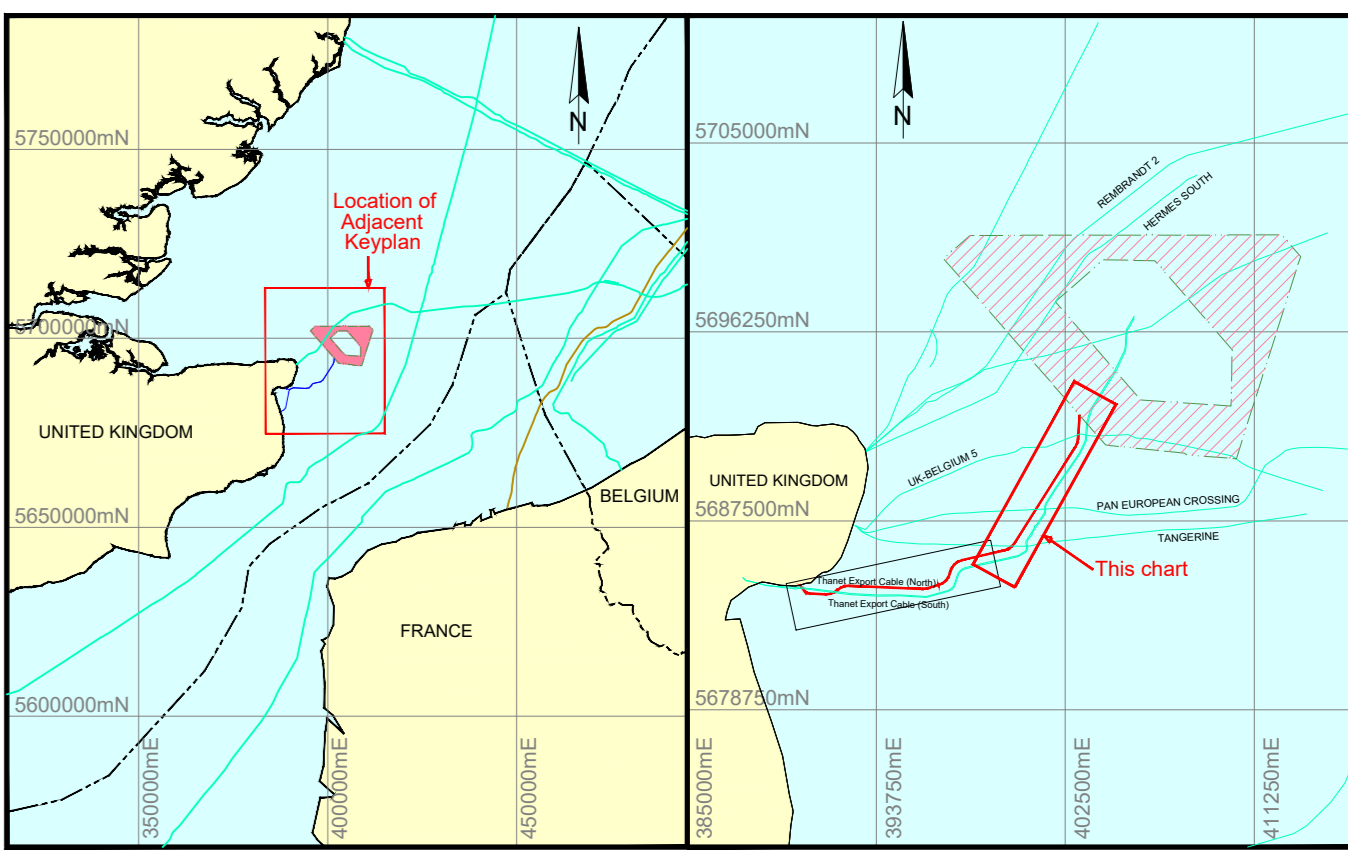 N
5750000mN
Location of
Adjacent
Keyplan
5700000mN
UNITED KINGDOM
BELGIUM
5650000mN
FRANCE
5600000mN
350000mE
400000mE
450000mE
N
5705000mN
REMBRANDT 2
HERMES SOUTH
5696250mN
UK-BELGIUM 5
UNITED KINGDOM
PAN EUROPEAN CROSSING
5687500mN
TANGERINE
This chart
Thanet Export Cable (North)
Thanet Export Cable (South)
5678750mN
385000mE
393750mE
402500mE
411250mE